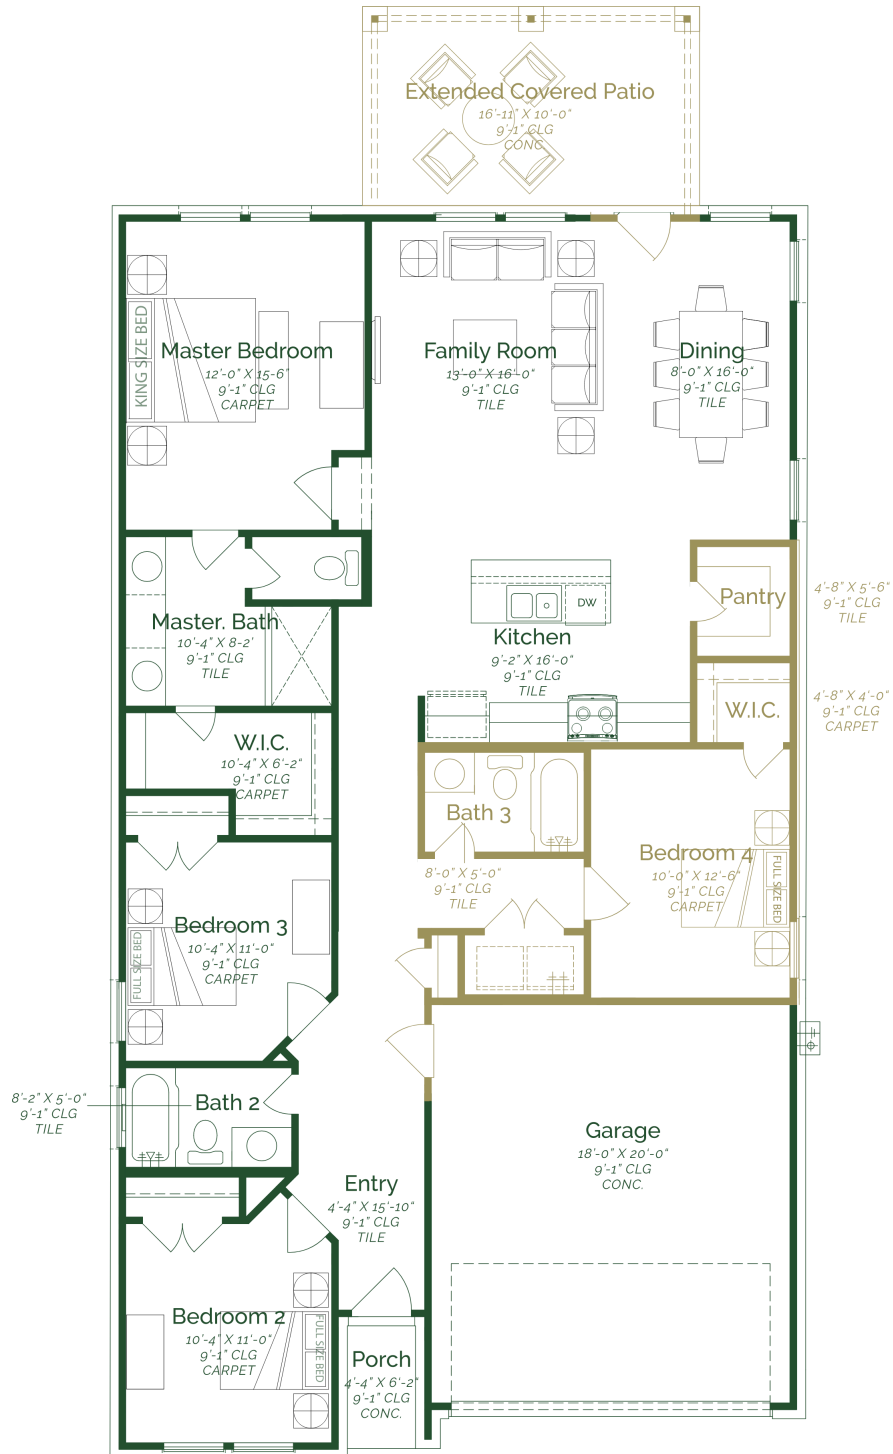 Extended Covered Patio
16'-11" X 10'-0"
9'-1" CLG
CONC.
KING SIZE BED
Master Bedroom
12'-0" X 15-6"
9'-1" CLG
CARPET
Family Room
13'-0" X 16'-0"
9'-1" CLG
TILE
Dining
8'-0" X 16'-0"
9'-1" CLG
TILE
Master. Bath
10'-4" X 8-2'
9'-1" CLG
TILE
DW
Kitchen
9'-2" X 16'-0"
9'-1" CLG
TILE
Pantry
4'-8" X 5'-6"
9'-1" CLG
TILE
W.I.C.
4'-8" X 4'-0"
9'-1" CLG
CARPET
W.I.C.
10'-4" X 6'-2"
9'-1" CLG
CARPET
Bath 3
8'-0" X 5'-0"
9'-1" CLG
TILE
Bedroom 4
10'-0" X 12'-6"
9'-1" CLG
CARPET
FULL SIZE BED
Bedroom 3
10'-4" X 11'-0"
9'-1" CLG
CARPET
FULL SIZE BED
Bath 2
8'-2" X 5'-0"
9'-1" CLG
TILE
Entry
4'-4" X 15'-10"
9'-1" CLG
TILE
Garage
18'-0" X 20'-0"
9'-1" CLG
CONC.
Bedroom 2
10'-4" X 11'-0"
9'-1" CLG
CARPET
FULL SIZE BED
Porch
4'-4" X 6'-2"
9'-1" CLG
CONC.